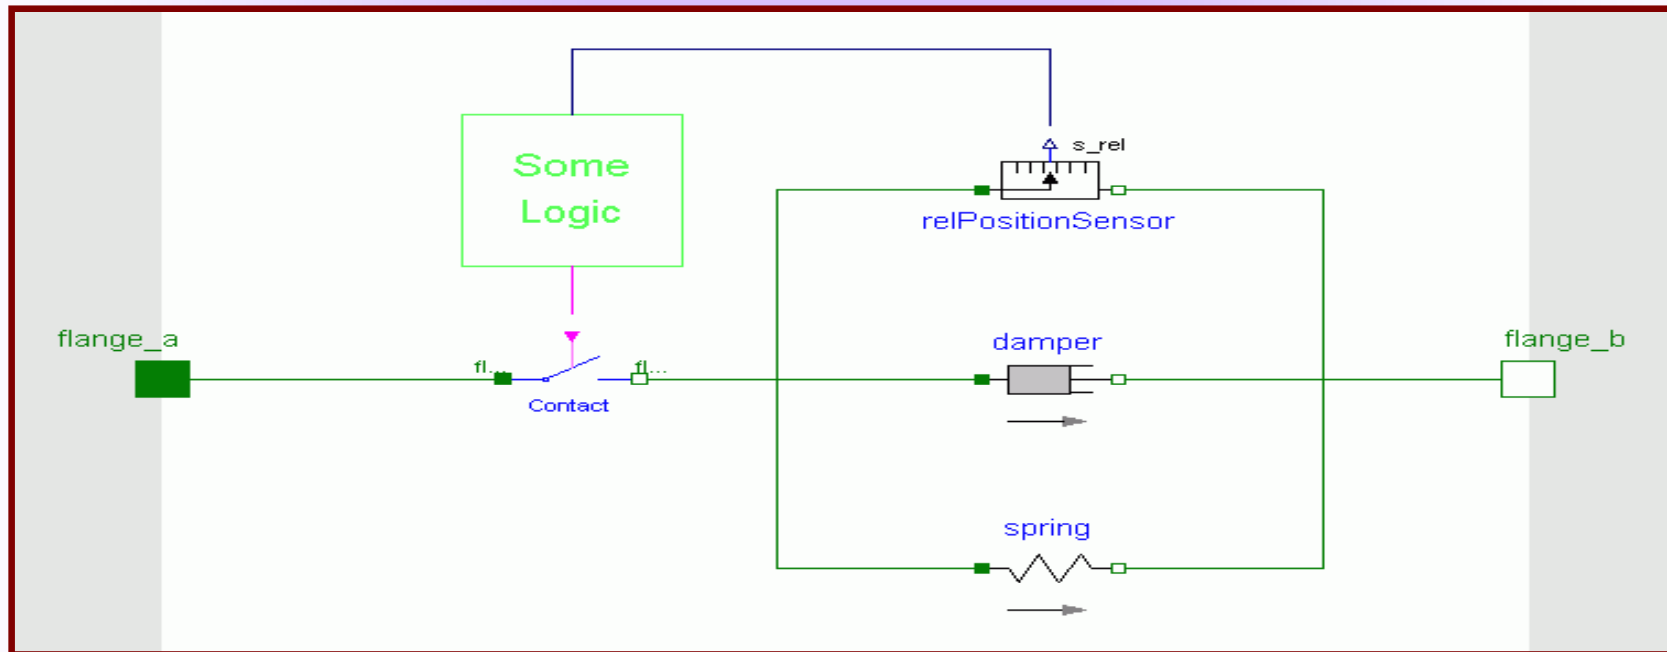 s_rel
Some
Logic
relPositionSensor
flange_a
fl...
fl...
Contact
damper
flange_b
spring